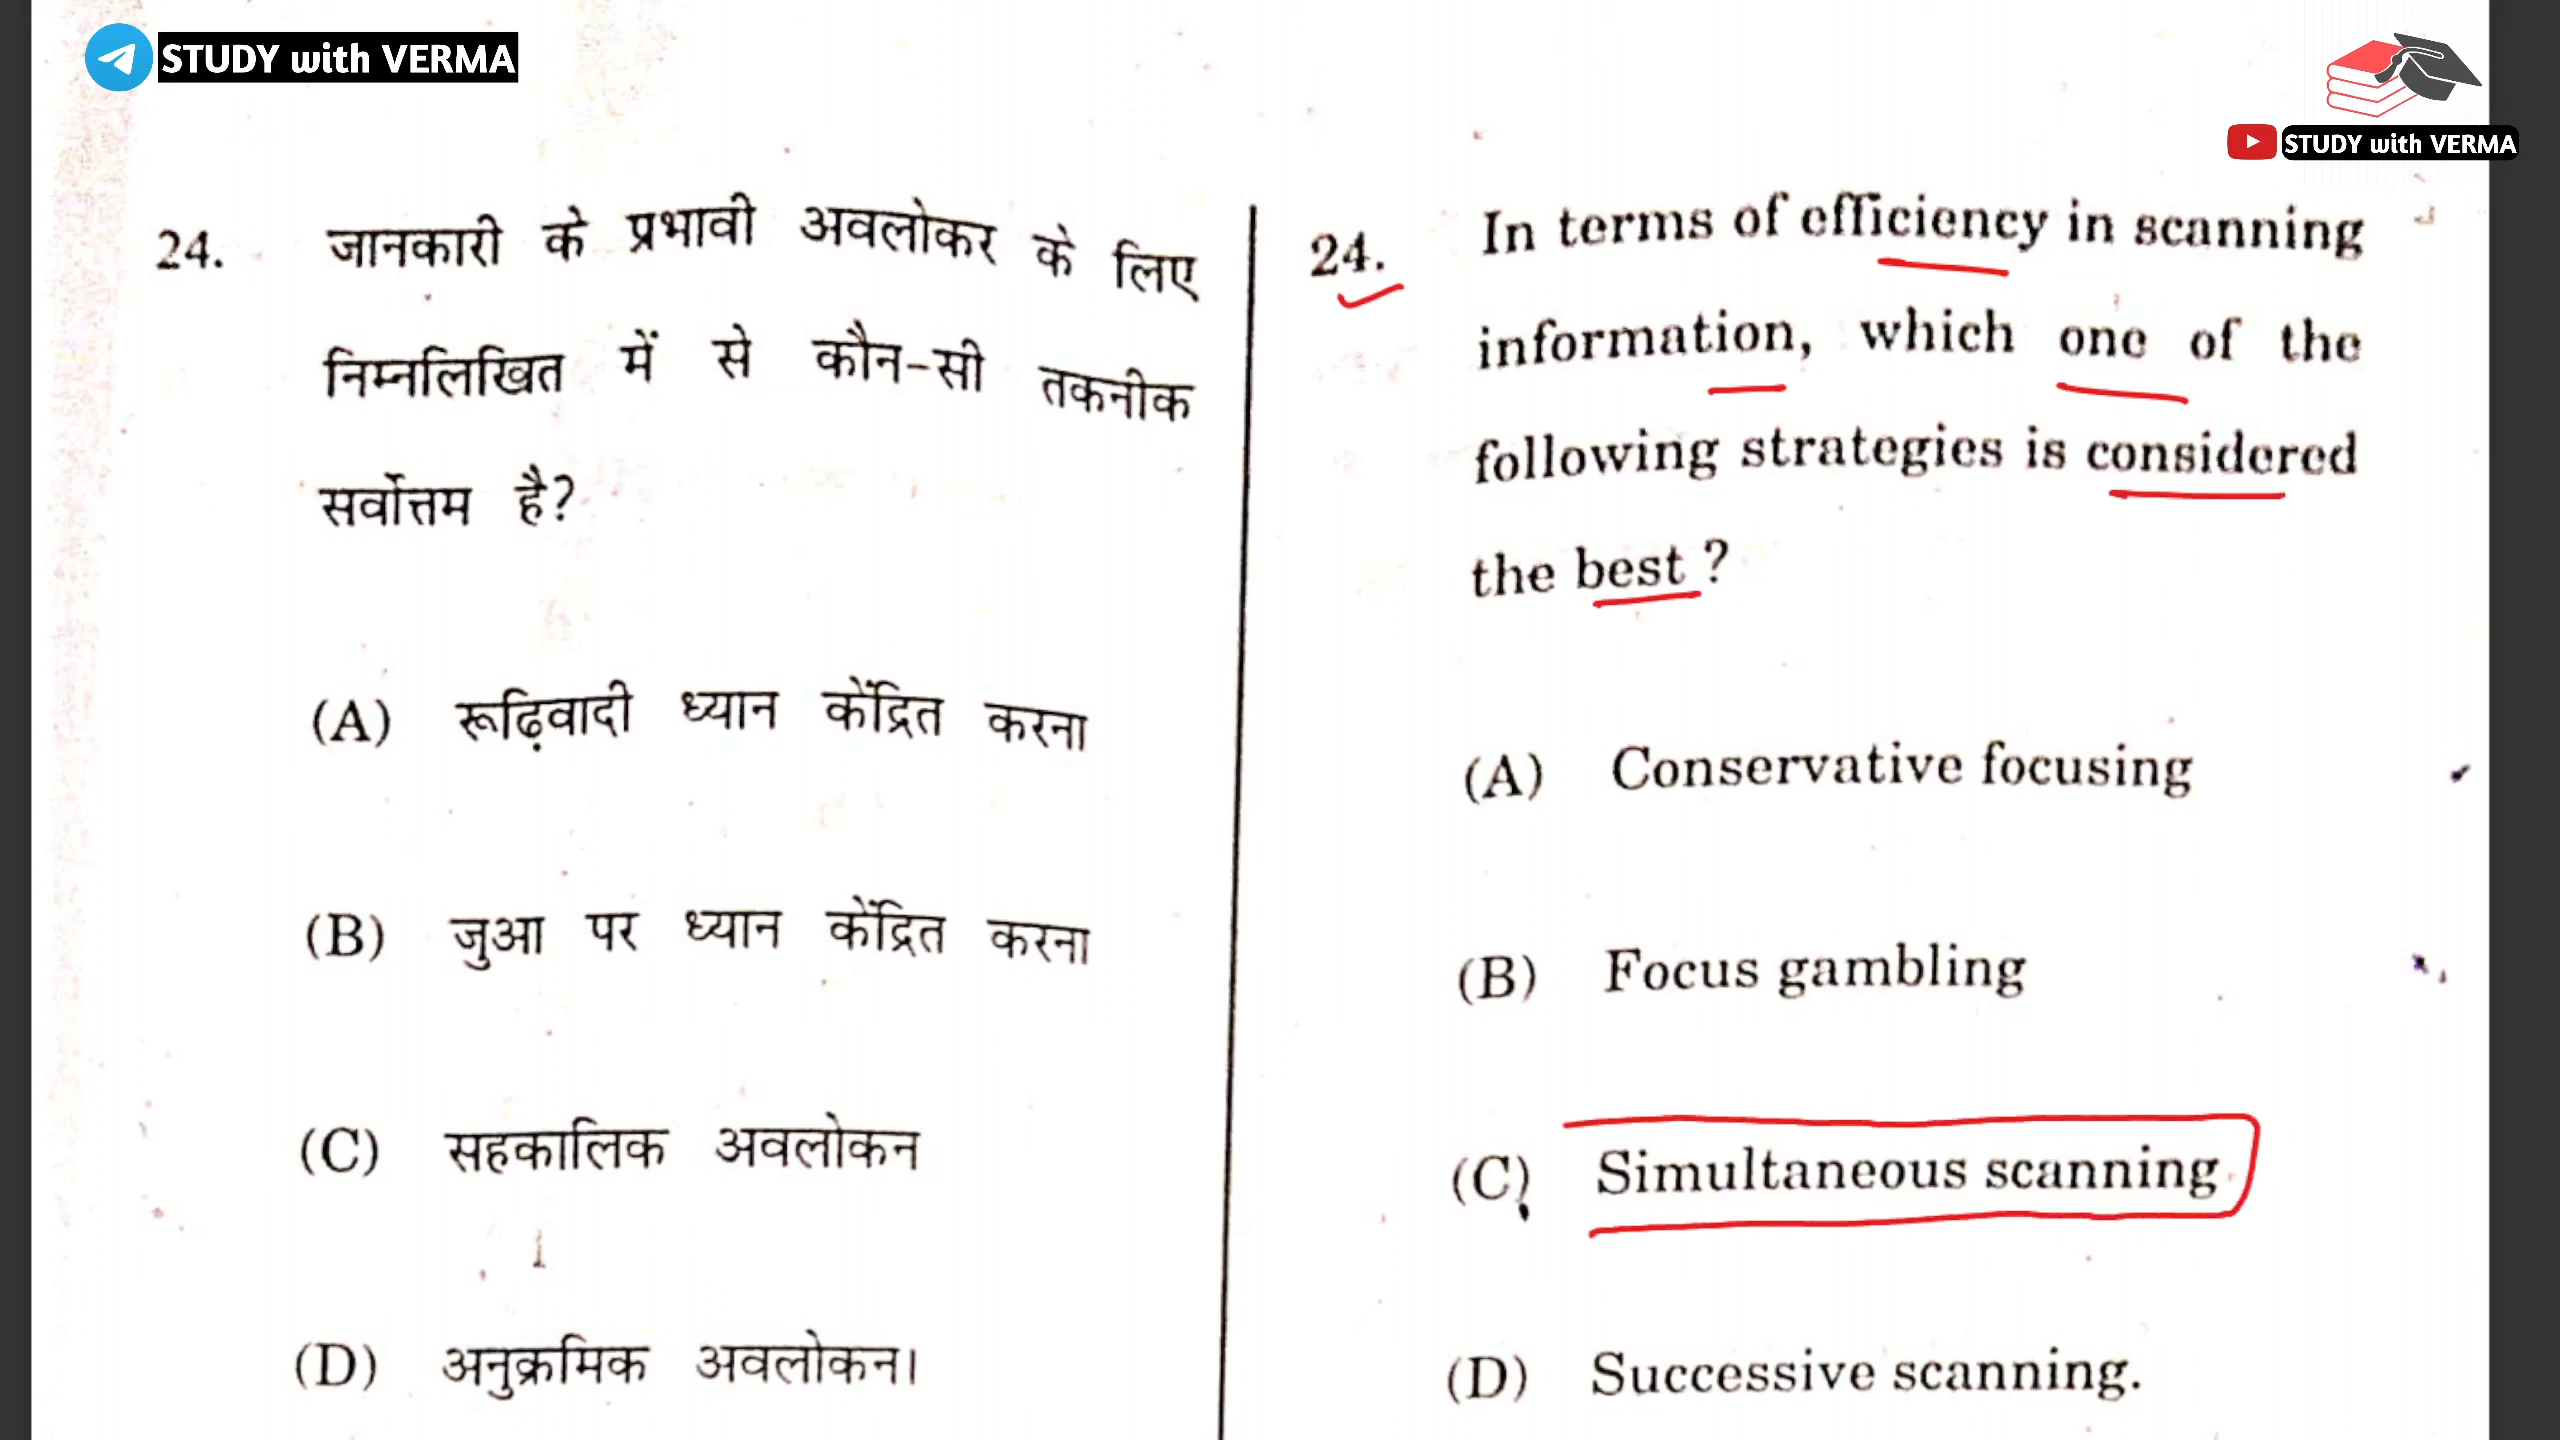 STUDY with VERMA
STUDY with VERMA
24. जानकारी के प्रभावी अवलोकर के लिए
निम्नलिखित में से कौन-सी तकनीक
सर्वोत्तम है?
(A) रूढ़िवादी ध्यान केंद्रित करना
(B) जुआ पर ध्यान केंद्रित करना
(C) सहकालिक अवलोकन
(D) अनुक्रमिक अवलोकन।
24. In terms of efficiency in scanning
information, which one of the
following strategies is considered
the best ?
(A) Conservative focusing
(B) Focus gambling
(C) Simultaneous scanning
(D) Successive scanning.